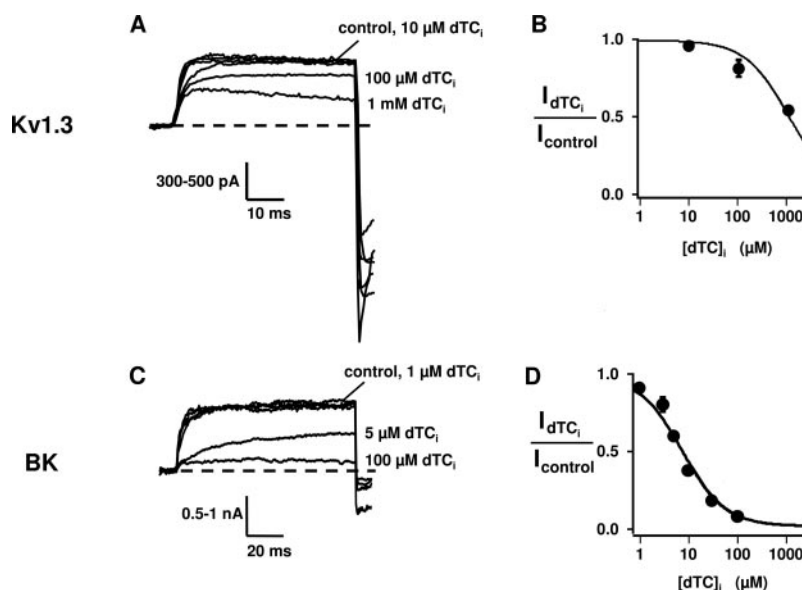 A
control, 10 µM dTCi
100 µM dTCi
1 mM dTCi
Kv1.3
300-500 pA
10 ms
B
1.0
IdTCi
Icontrol
0.5
0.0
1 10 100 1000
[dTC]i (µM)
C
control, 1 µM dTCi
5 µM dTCi
100 µM dTCi
BK
0.5-1 nA
20 ms
D
1.0
IdTCi
Icontrol
0.5
0.0
1 10 100 1000
[dTC]i (µM)